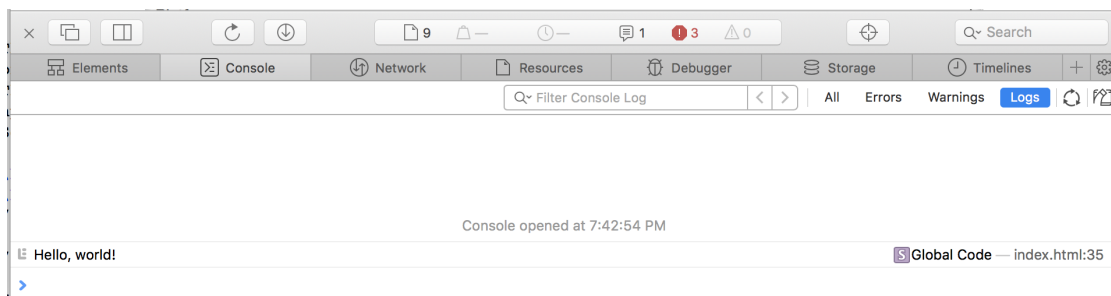 9 — — 1 3 0 Search
Elements Console Network Resources Debugger Storage Timelines
Filter Console Log All Errors Warnings Logs
Console opened at 7:42:54 PM
Hello, world! S Global Code — index.html:35